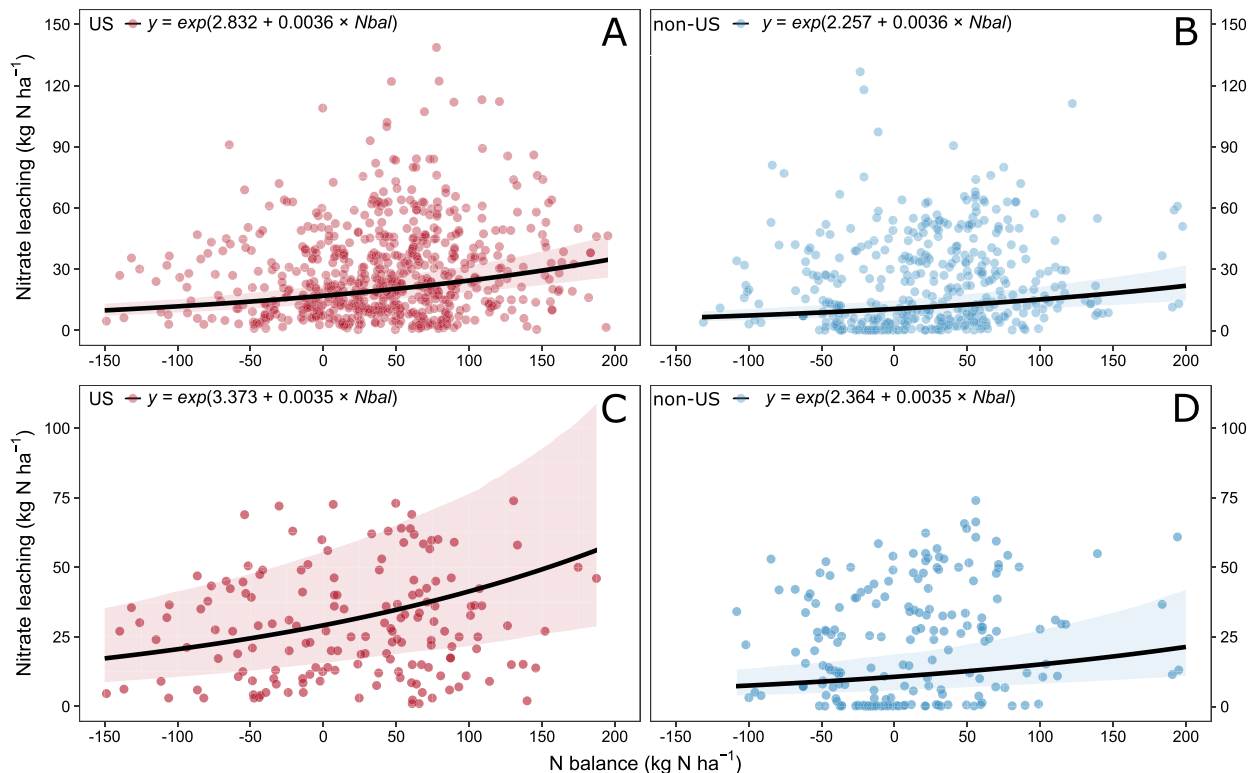 US y = exp(2.832 + 0.0036 × Nbal) A
non-US y = exp(2.257 + 0.0036 × Nbal) B
Nitrate leaching (kg N ha⁻¹)
150
120
90
60
30
0
150
120
90
60
30
0
-150 -100 -50 0 50 100 150 200
-150 -100 -50 0 50 100 150 200
US y = exp(3.373 + 0.0035 × Nbal) C
non-US y = exp(2.364 + 0.0035 × Nbal) D
Nitrate leaching (kg N ha⁻¹)
100
75
50
25
0
100
75
50
25
0
-150 -100 -50 0 50 100 150 200
-150 -100 -50 0 50 100 150 200
N balance (kg N ha⁻¹)